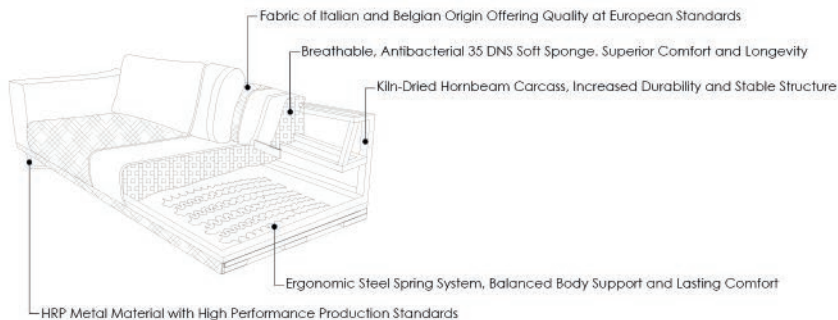 Fabric of Italian and Belgian Origin Offering Quality at European Standards
Breathable, Antibacterial 35 DNS Soft Sponge. Superior Comfort and Longevity
Kiln-Dried Hornbeam Carcass, Increased Durability and Stable Structure
Ergonomic Steel Spring System, Balanced Body Support and Lasting Comfort
HRP Metal Material with High Performance Production Standards